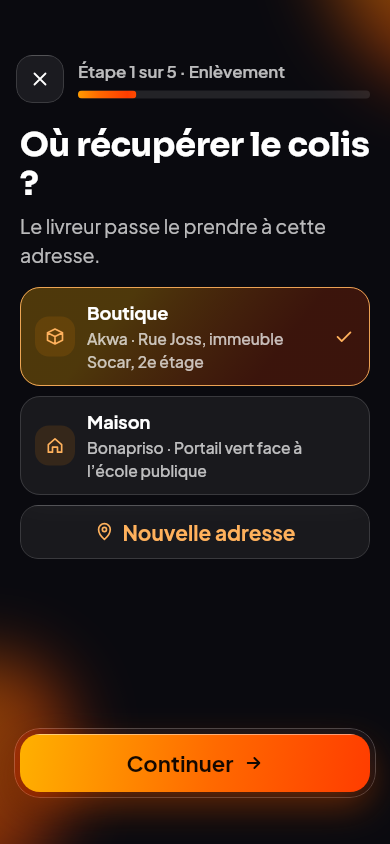 Étape 1 sur 5 · Enlèvement
Où récupérer le colis
?
Le livreur passe le prendre à cette
adresse.
Boutique
Akwa · Rue Joss, immeuble
Socar, 2e étage
Maison
Bonapriso · Portail vert face à
l’école publique
Nouvelle adresse
Continuer →